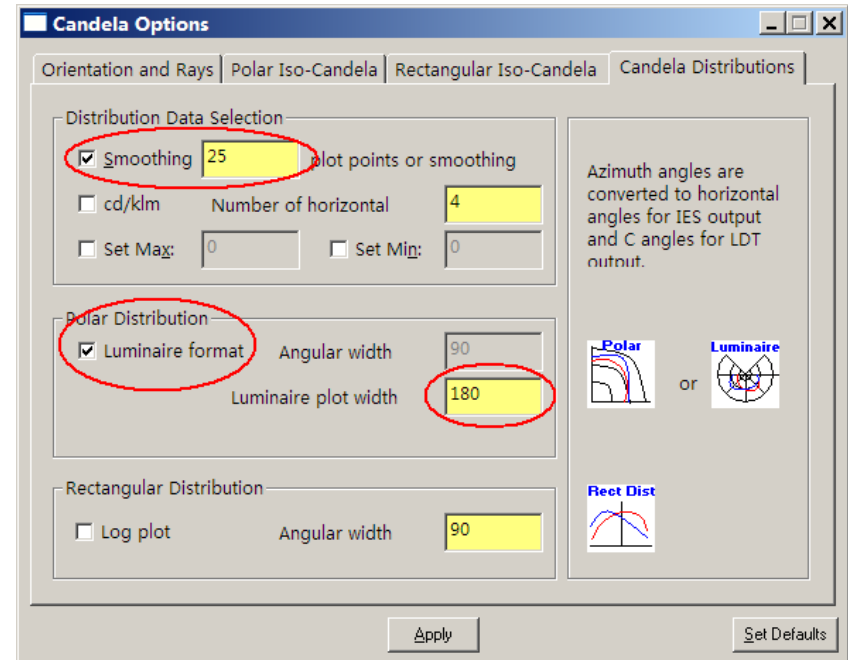 Candela Options
Orientation and Rays
Polar Iso-Candela
Rectangular Iso-Candela
Candela Distributions
Distribution Data Selection
Smoothing
25
plot points or smoothing
cd/klm
Number of horizontal
4
Set Max:
0
Set Min:
0
Azimuth angles are
converted to horizontal
angles for IES output
and C angles for LDT
output.
Polar Distribution
Luminaire format
Angular width
90
Luminaire plot width
180
Polar
or
Luminaire
Rectangular Distribution
Log plot
Angular width
90
Rect Dist
Apply
Set Defaults